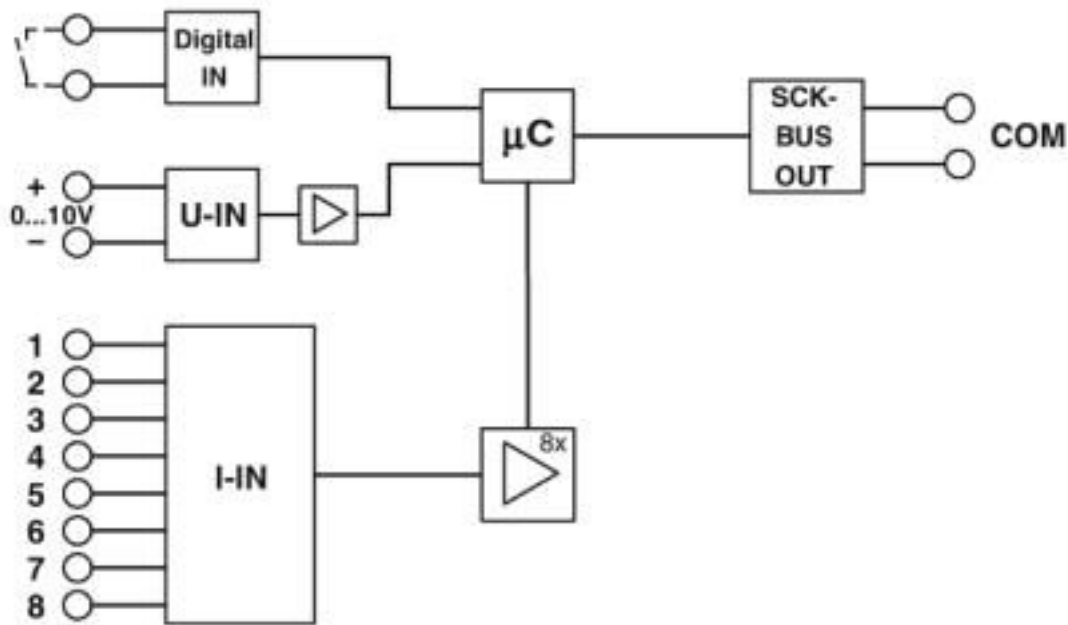 Digital
IN
μC
SCK-
BUS
OUT
COM
+
0...10V
−
U-IN
1
2
3
4
5
6
7
8
I-IN
8x